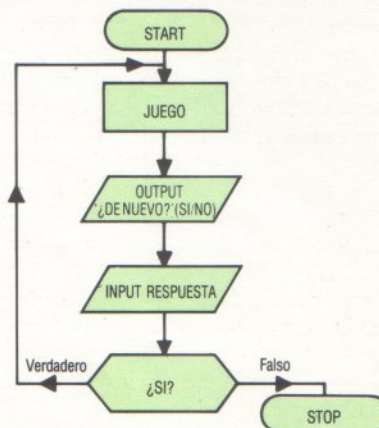 START
JUEGO
OUTPUT
'¿DE NUEVO?'(SI/NO)
INPUT RESPUESTA
Verdadero
¿SI?
Falso
STOP